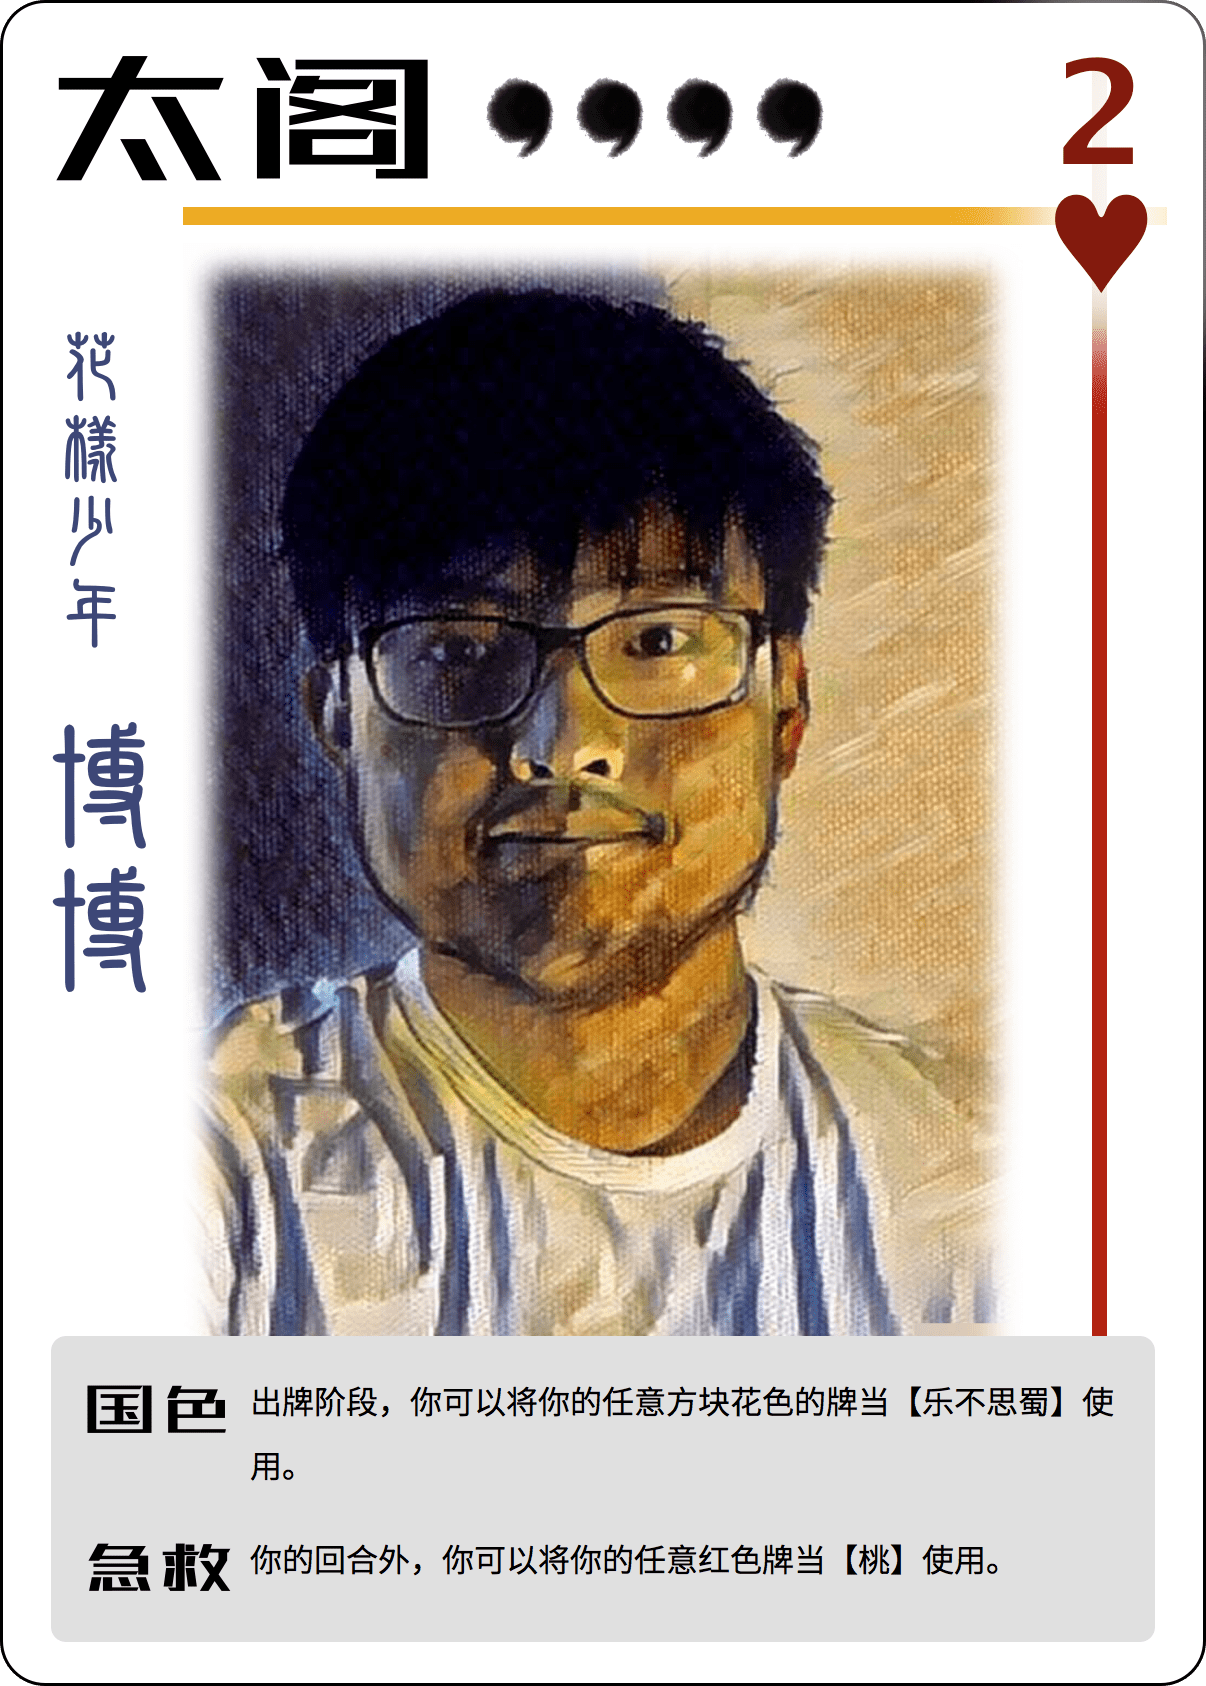 太阁
2
花樣少年
博博
国色 出牌阶段，你可以将你的任意方块花色的牌当【乐不思蜀】使
用。
急救 你的回合外，你可以将你的任意红色牌当【桃】使用。